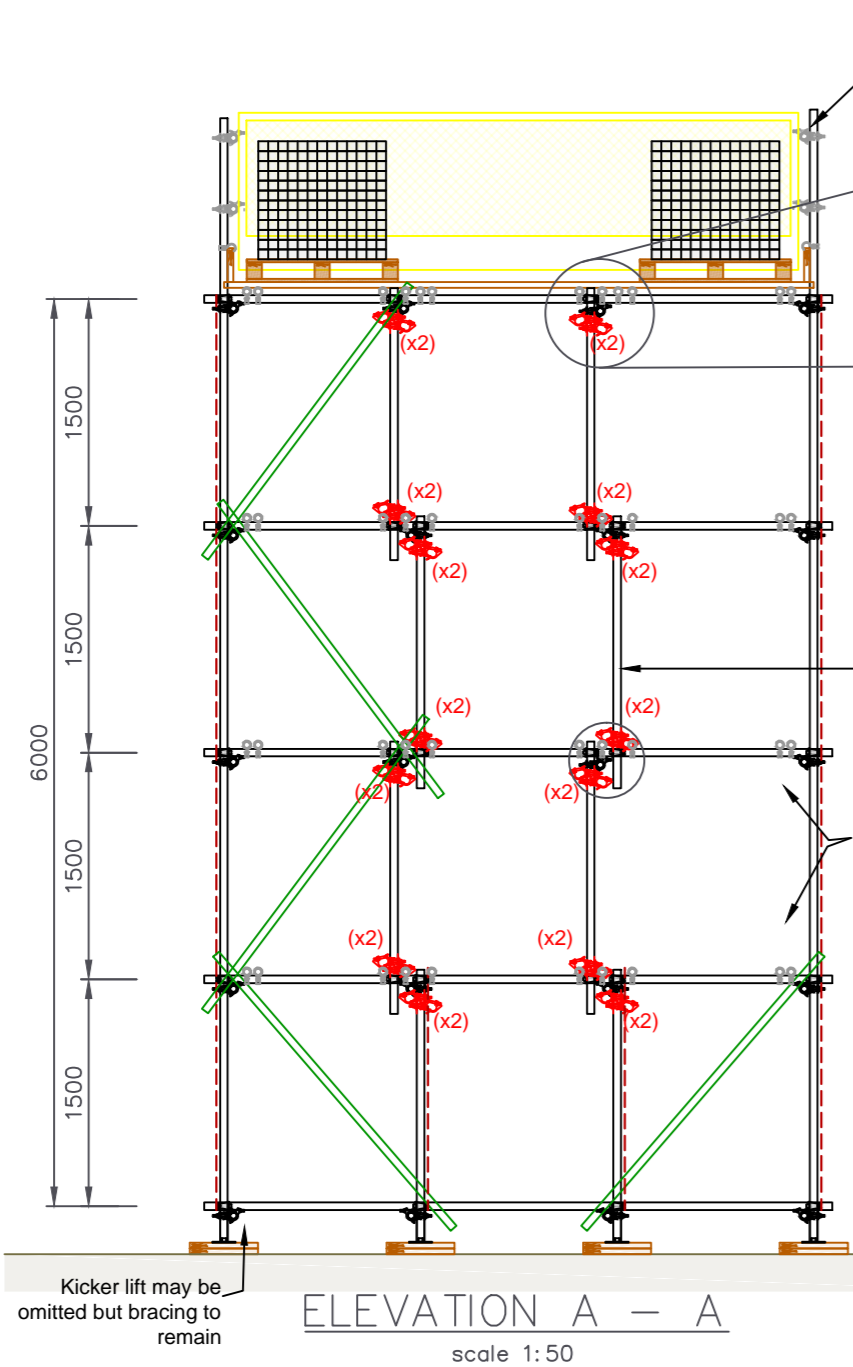 (x2)
(x2)
1500
(x2)
(x2)
(x2)
(x2)
1500
(x2)
(x2)
6000
(x2)
(x2)
1500
(x2)
(x2)
(x2)
(x2)
1500
Kicker lift may be
omitted but bracing to
remain
ELEVATION A – A
scale 1:50